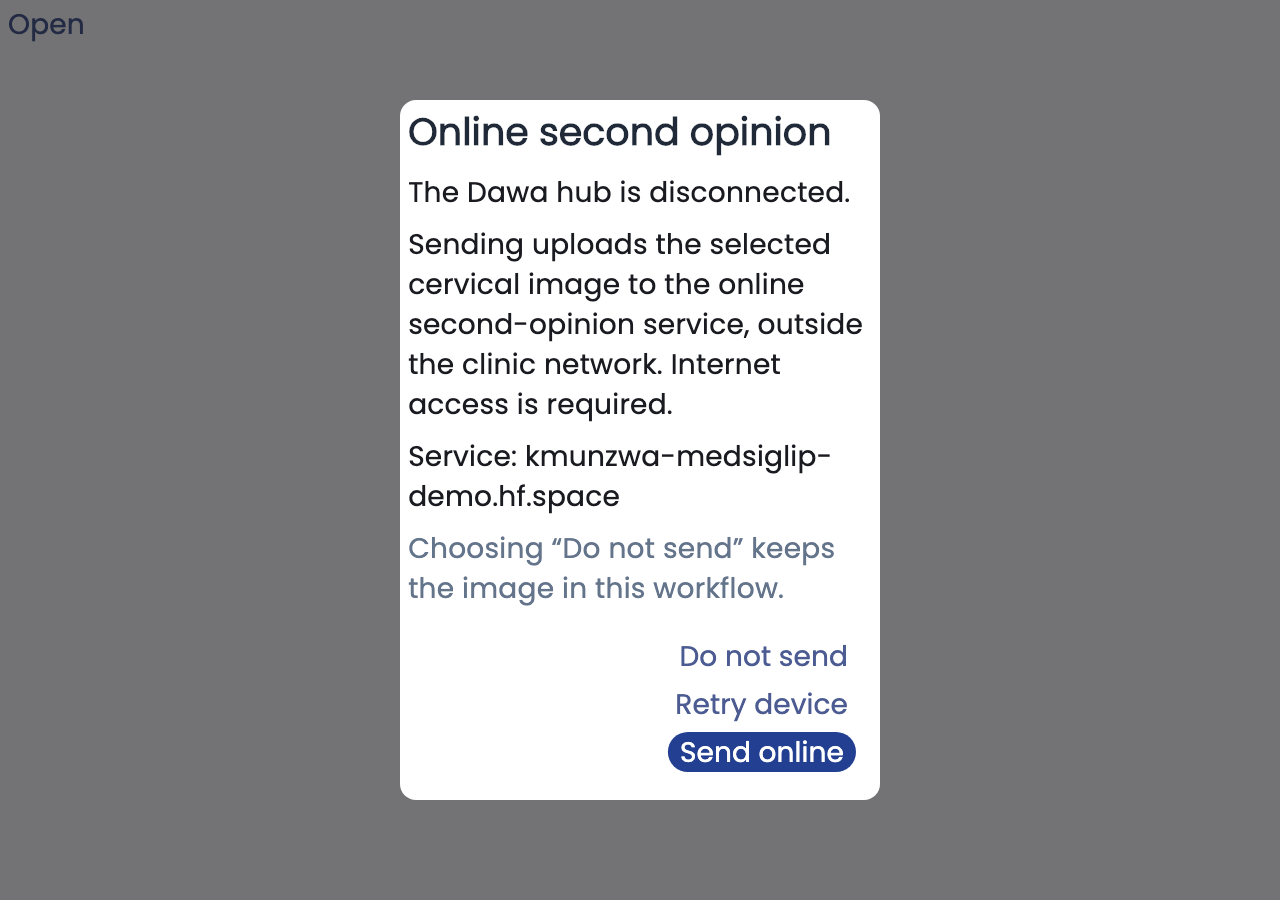 Open
Online second opinion
The Dawa hub is disconnected.
Sending uploads the selected
cervical image to the online
second-opinion service, outside
the clinic network. Internet
access is required.
Service: kmunzwa-medsiglip-
demo.hf.space
Choosing “Do not send” keeps
the image in this workflow.
Do not send
Retry device
Send online